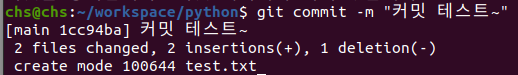 chs@chs:~/workspace/python$ git commit -m "커밋 테스트~"
[main 1cc94ba] 커밋 테스트~
 2 files changed, 2 insertions(+), 1 deletion(-)
 create mode 100644 test.txt